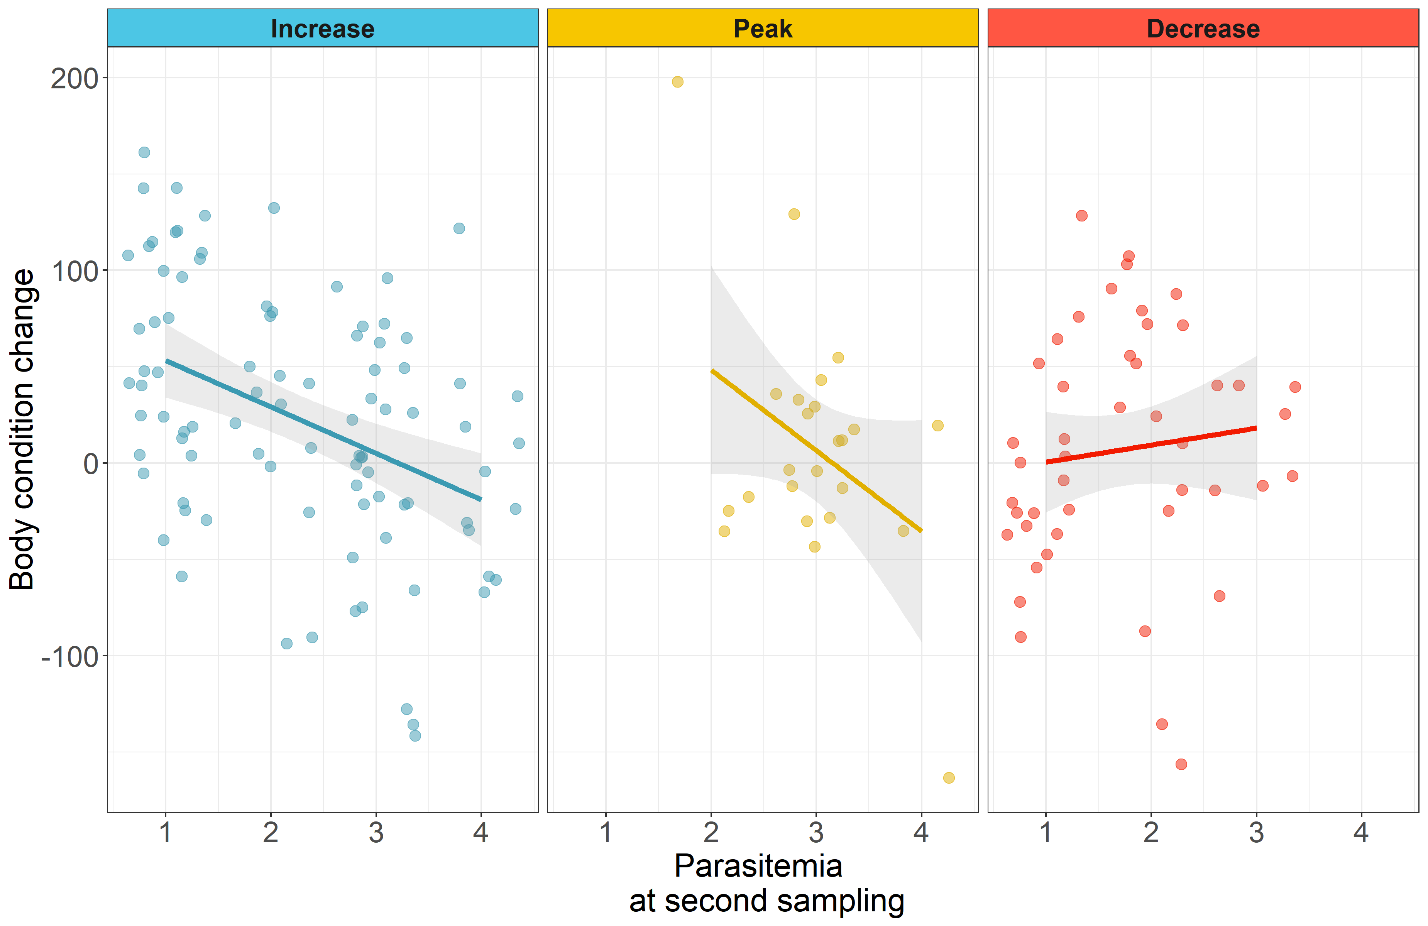 Increase Peak Decrease
200
100
0
-100
Body condition change
1 2 3 4 1 2 3 4 1 2 3 4
Parasitemia
at second sampling